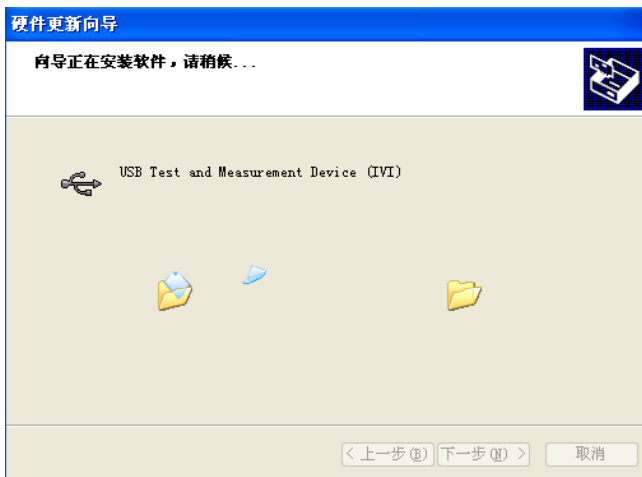 硬件更新向导
向导正在安装软件，请稍候...
USB Test and Measurement Device (IVI)
< 上一步(B) 下一步(N) > 取消